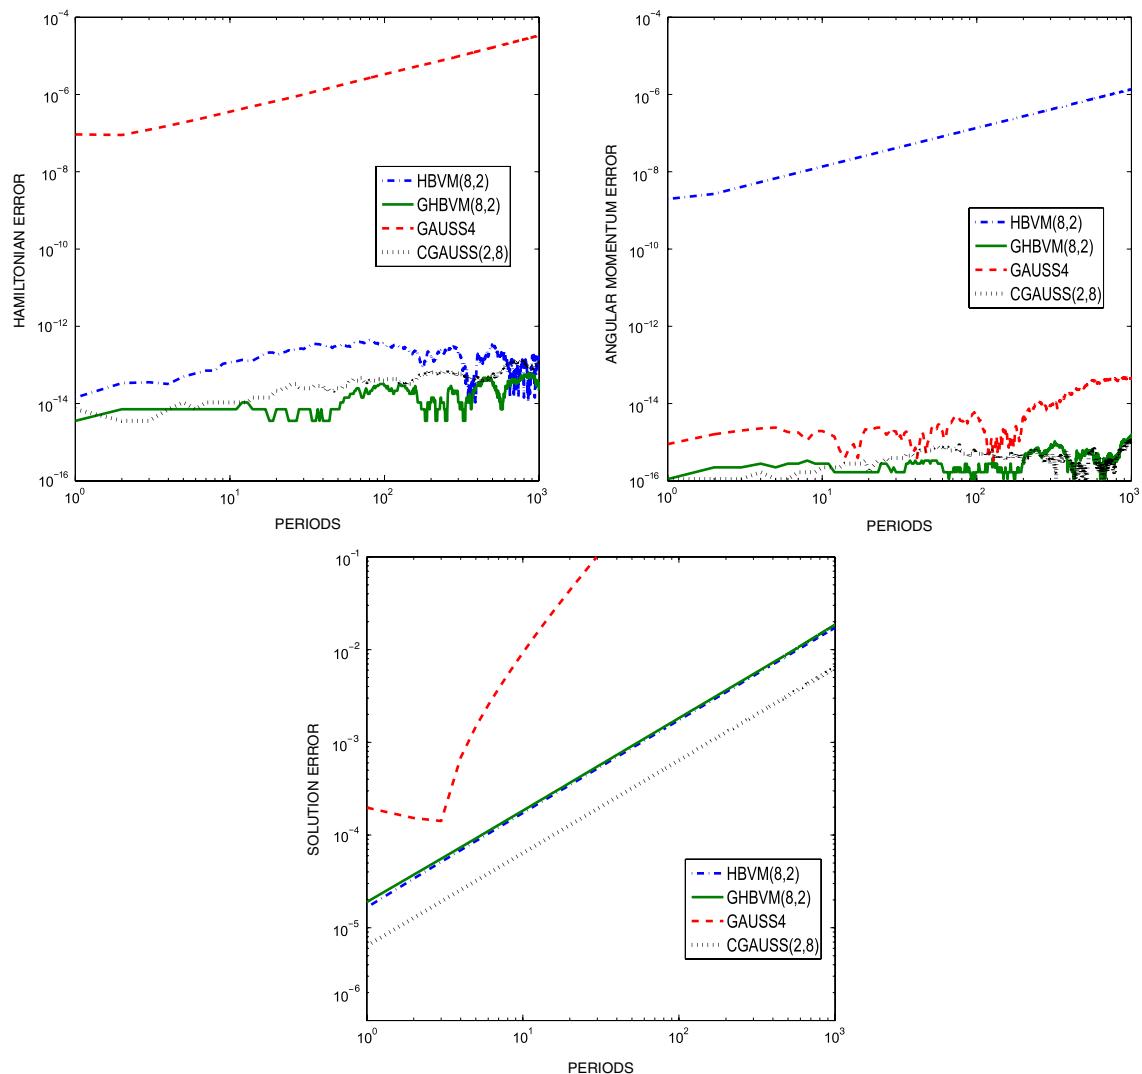 10^-4
10^-6
10^-8
10^-10
10^-12
10^-14
10^-16
HAMILTONIAN ERROR
HBVM(8,2)
GHBVM(8,2)
GAUSS4
CGAUSS(2,8)
10^0
10^1
10^2
10^3
PERIODS
10^-4
10^-6
10^-8
10^-10
10^-12
10^-14
10^-16
ANGULAR MOMENTUM ERROR
HBVM(8,2)
GHBVM(8,2)
GAUSS4
CGAUSS(2,8)
10^0
10^1
10^2
10^3
PERIODS
10^-1
10^-2
10^-3
10^-4
10^-5
10^-6
SOLUTION ERROR
HBVM(8,2)
GHBVM(8,2)
GAUSS4
CGAUSS(2,8)
10^0
10^1
10^2
10^3
PERIODS